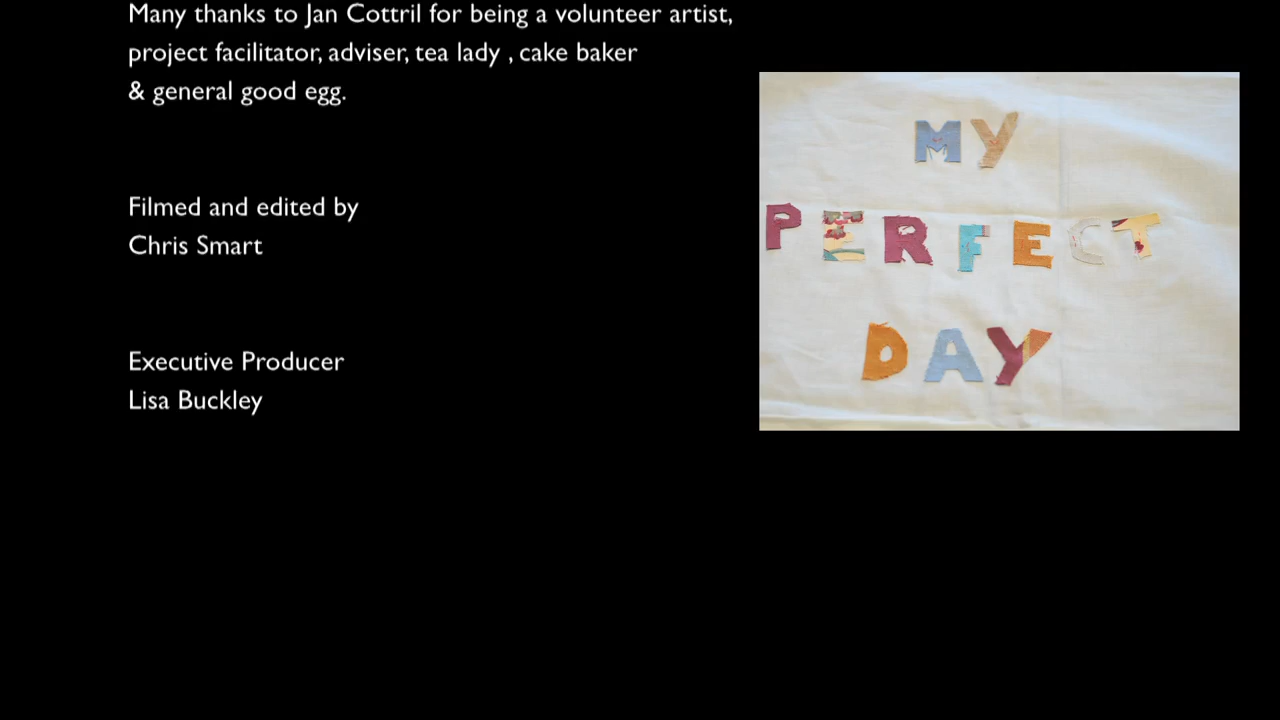 Many thanks to Jan Cottril for being a volunteer artist,
project facilitator, adviser, tea lady , cake baker
& general good egg.
Filmed and edited by
Chris Smart
Executive Producer
Lisa Buckley
MY
PERFECT
DAY